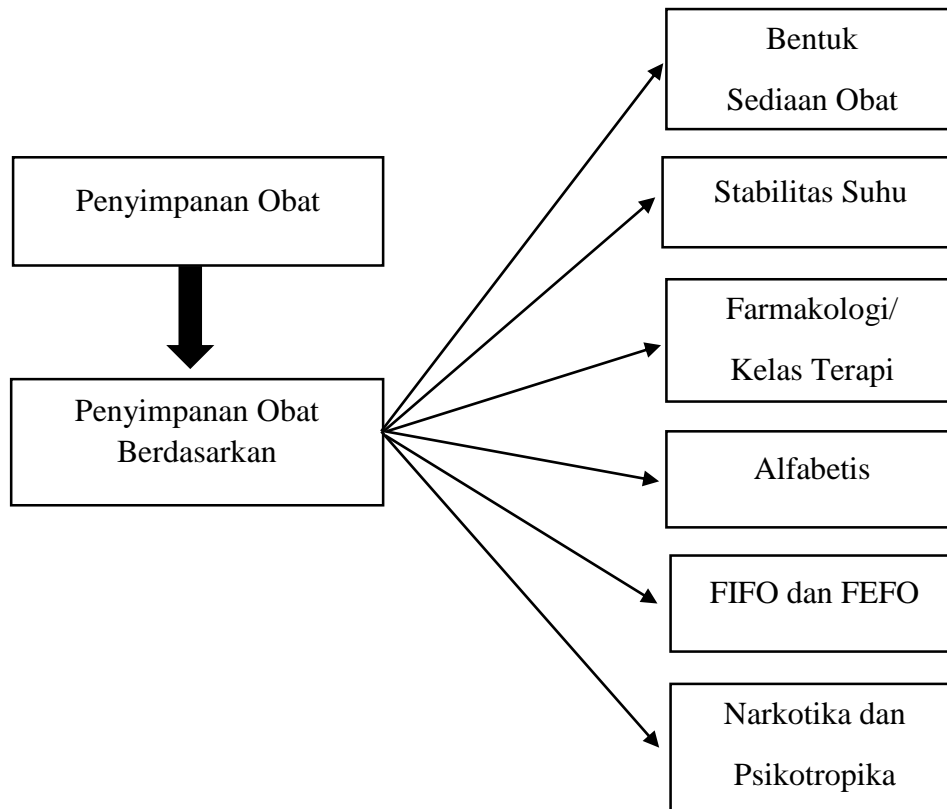 Penyimpanan Obat
Penyimpanan Obat
Berdasarkan
Bentuk
Sediaan Obat
Stabilitas Suhu
Farmakologi/
Kelas Terapi
Alfabetis
FIFO dan FEFO
Narkotika dan
Psikotropika